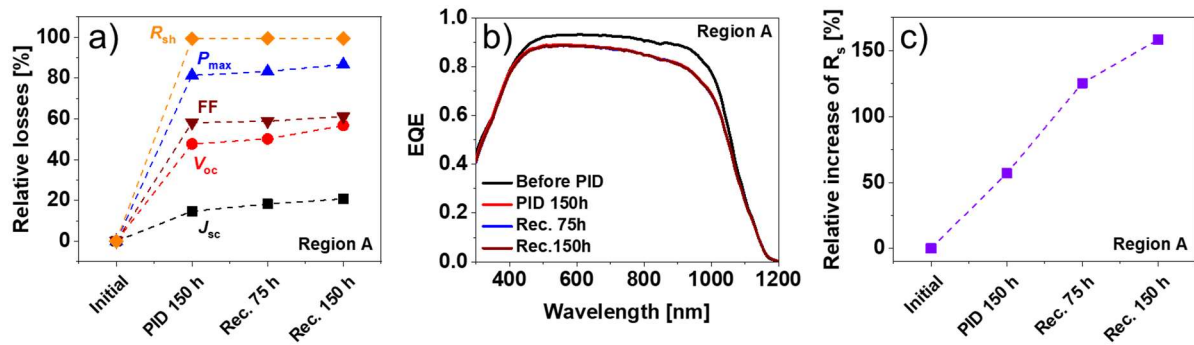 a)
Relative losses [%]
100
80
60
40
20
0
Rsh
Pmax
FF
Voc
Jsc
Region A
Initial
PID 150 h
Rec. 75 h
Rec. 150 h
b)
Region A
EQE
1.0
0.8
0.6
0.4
0.2
0.0
Before PID
PID 150h
Rec. 75h
Rec.150h
400 600 800 1000 1200
Wavelength [nm]
c)
Relative increase of Rs [%]
150
100
50
0
Region A
Initial
PID 150 h
Rec. 75 h
Rec. 150 h